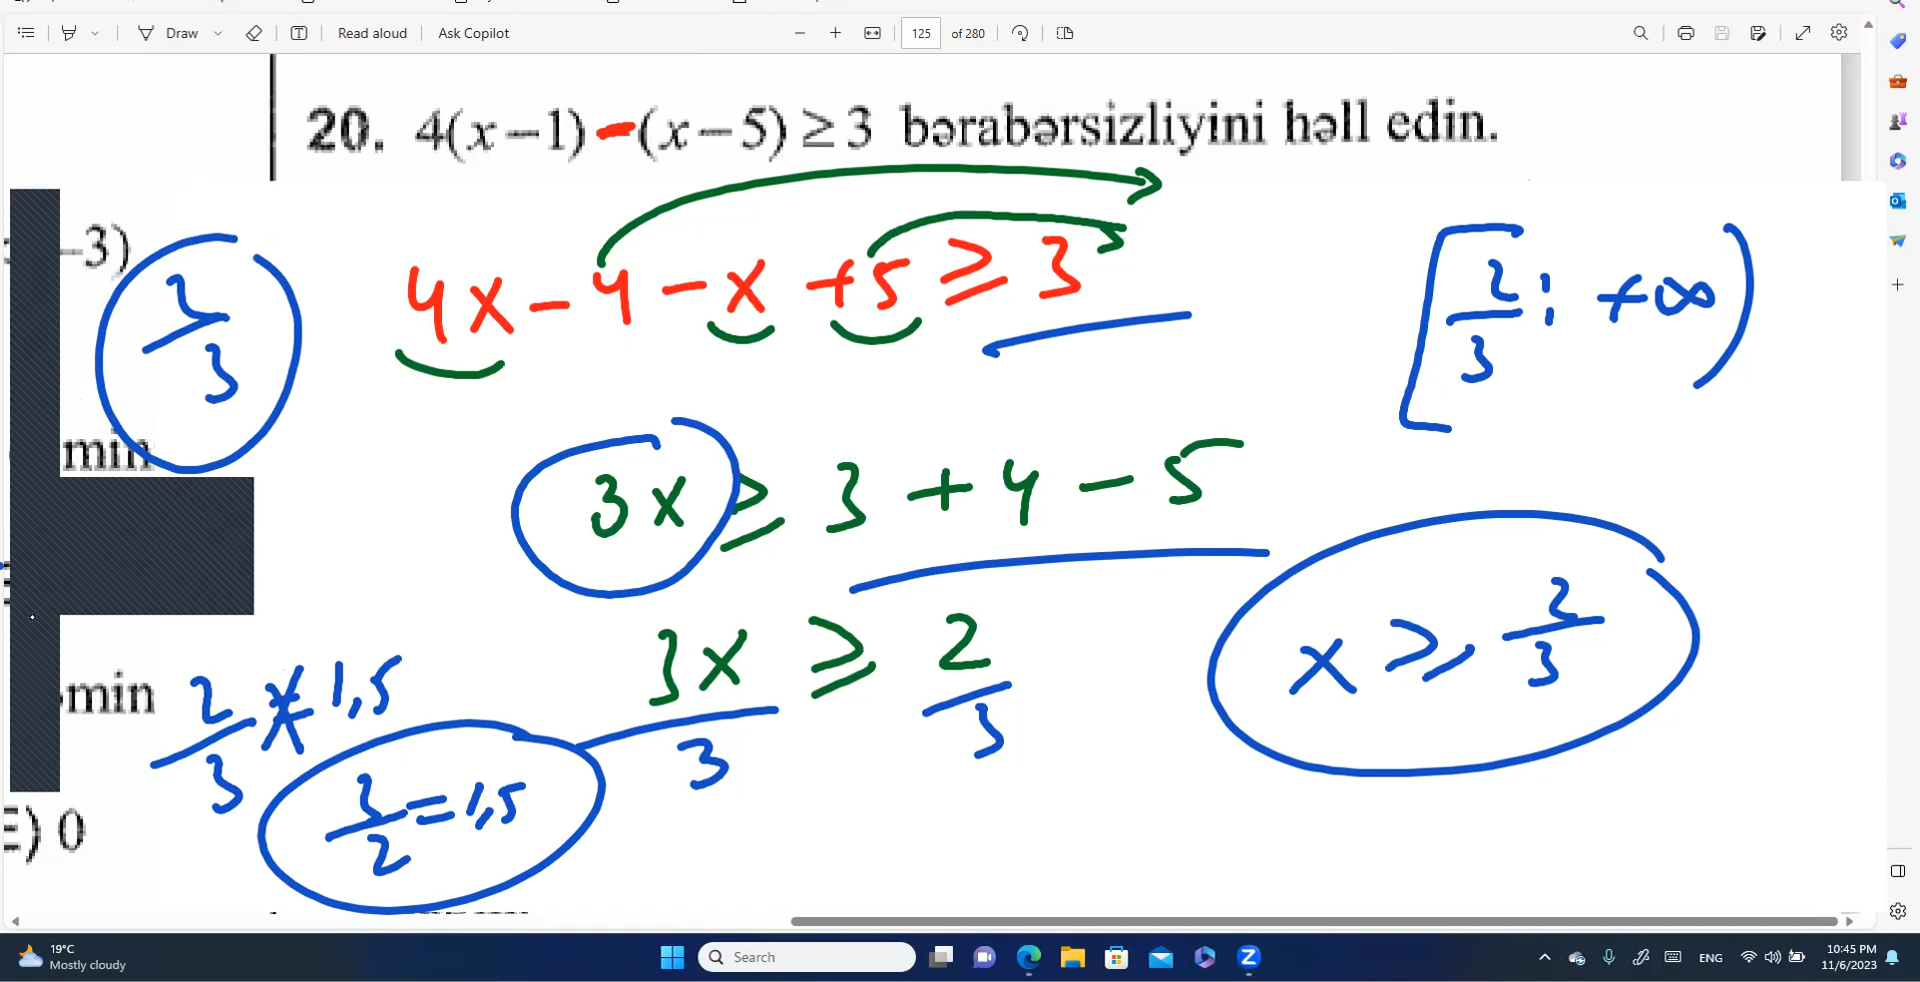 Draw
Read aloud
Ask Copilot
125 of 280
20. 4(x−1)−(x−5) ≥ 3 bərabərsizliyini həll edin.
−3)
2/3
4x − 4 − x + 5 ≥ 3
[2/3; +∞)
min
3x ≥ 3 + 4 − 5
3x/3 ≥ 2/3
x ≥ 2/3
min
2/3 × 1,5
3/2 = 1,5
E) 0
19°C
Mostly cloudy
Search
ENG
10:45 PM
11/6/2023